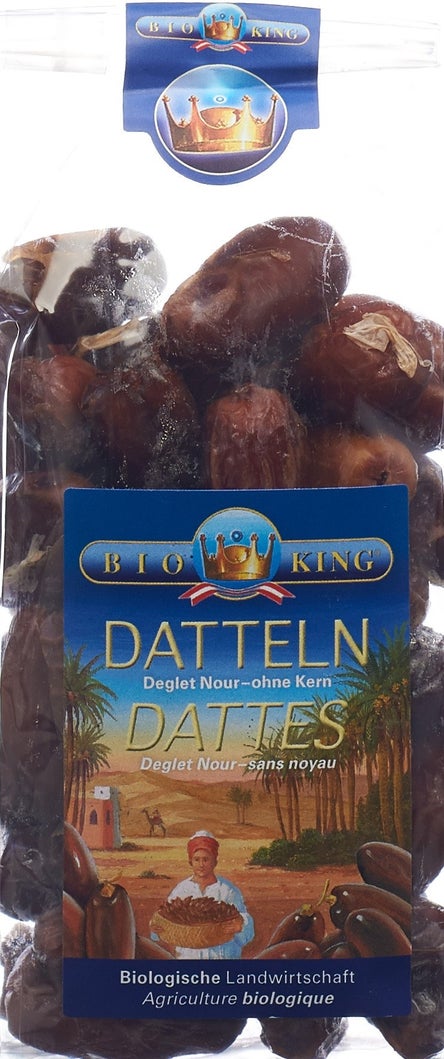 BIO KING
BIO KING®
DATTELN
Deglet Nour–ohne Kern
DATTES
Deglet Nour–sans noyau
Biologische Landwirtschaft
Agriculture biologique